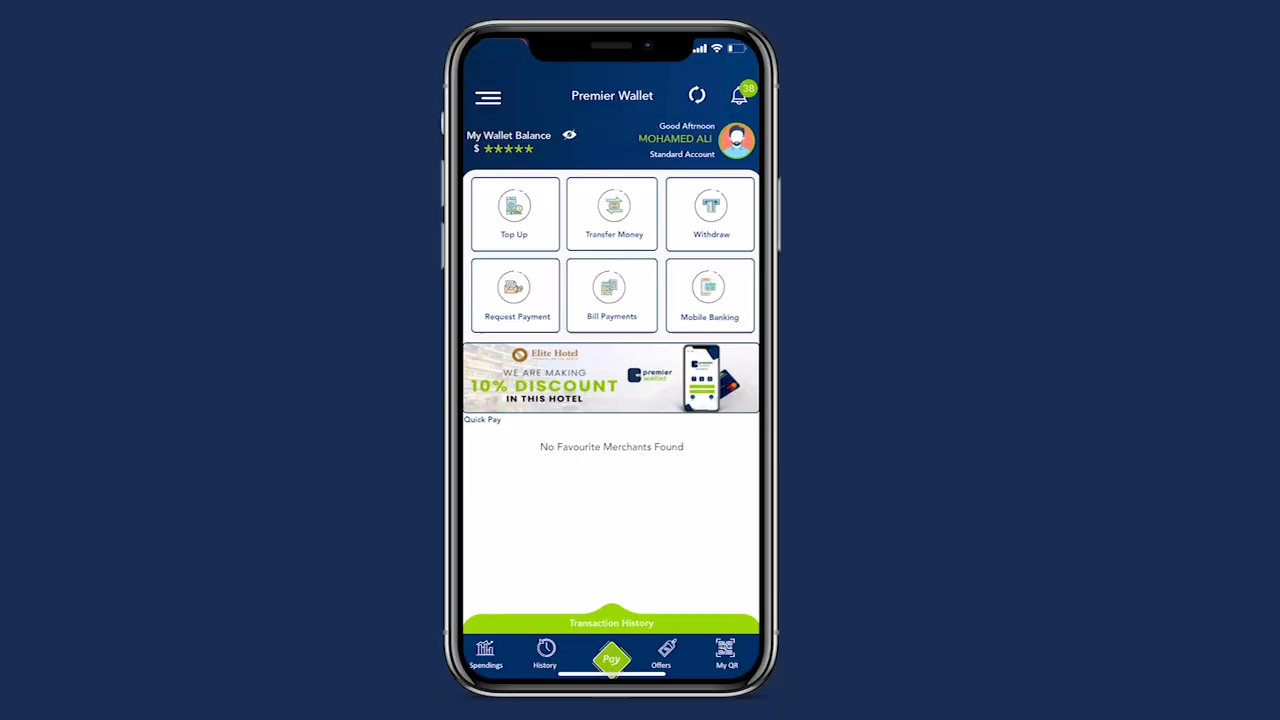 Premier Wallet
38
Good Aftrnoon
My Wallet Balance
MOHAMED ALI
$ *****
Standard Account
Top Up
Transfer Money
Withdraw
Request Payment
Bill Payments
Mobile Banking
Elite Hotel
WE ARE MAKING
10% DISCOUNT
IN THIS HOTEL
premier
wallet
Quick Pay
No Favourite Merchants Found
Transaction History
Spendings
History
Pay
Offers
My QR